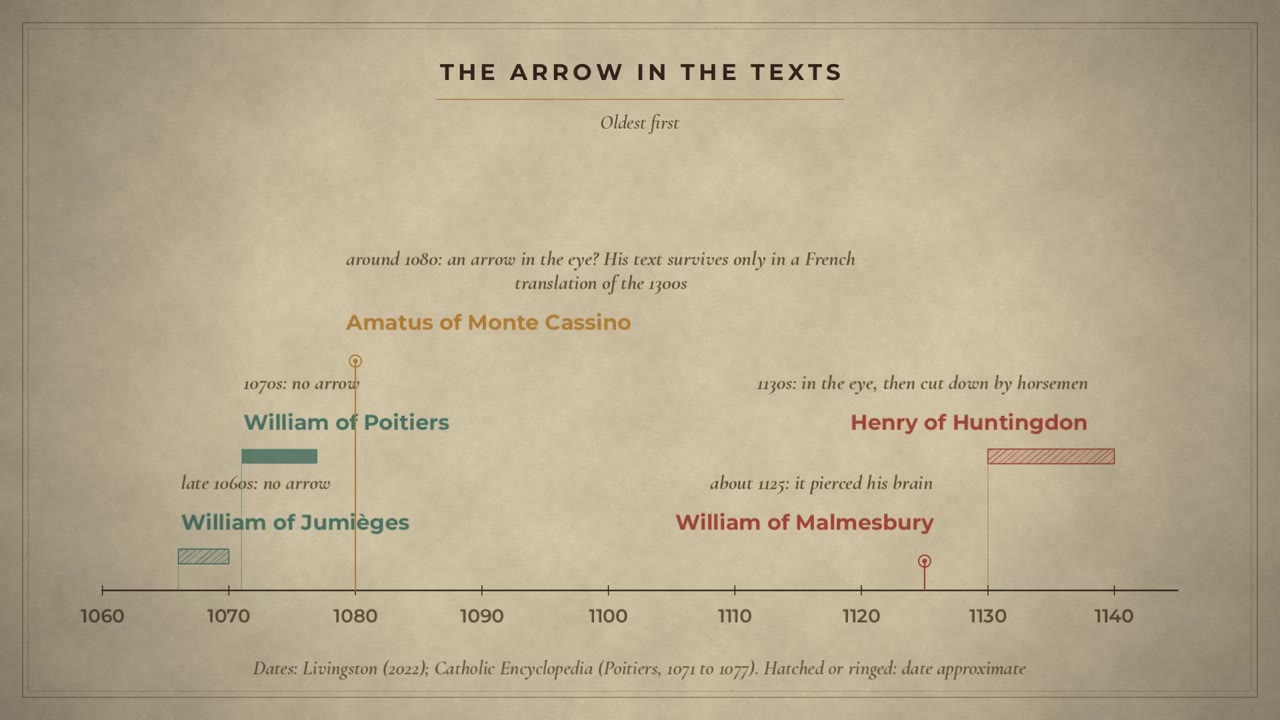 THE ARROW IN THE TEXTS
Oldest first
around 1080: an arrow in the eye? His text survives only in a French
translation of the 1300s
Amatus of Monte Cassino
1070s: no arrow
William of Poitiers
1130s: in the eye, then cut down by horsemen
Henry of Huntingdon
late 1060s: no arrow
William of Jumièges
about 1125: it pierced his brain
William of Malmesbury
1060 1070 1080 1090 1100 1110 1120 1130 1140
Dates: Livingston (2022); Catholic Encyclopedia (Poitiers, 1071 to 1077). Hatched or ringed: date approximate